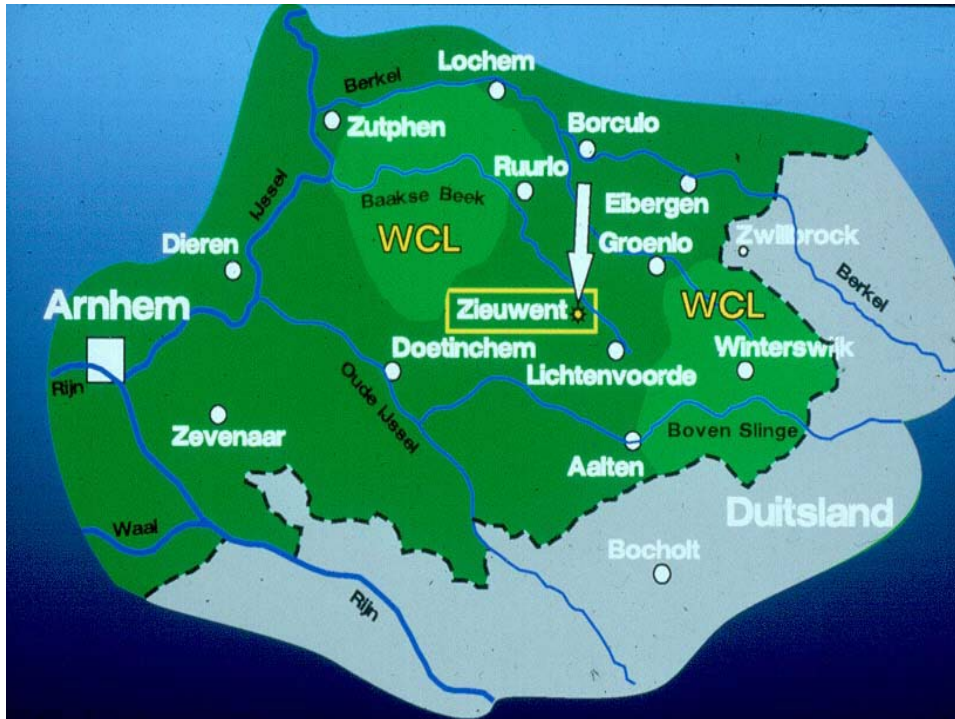 Lochem
Berkel
Zutphen
Borculo
Ruurlo
Baakse Beek
Eibergen
IJssel
WCL
Groenlo
Zwillbrock
Dieren
Berkel
Arnhem
Zieuwent
WCL
Doetinchem
Winterswijk
Lichtenvoorde
Rijn
Oude IJssel
Zevenaar
Boven Slinge
Aalten
Duitsland
Waal
Bocholt
Rijn